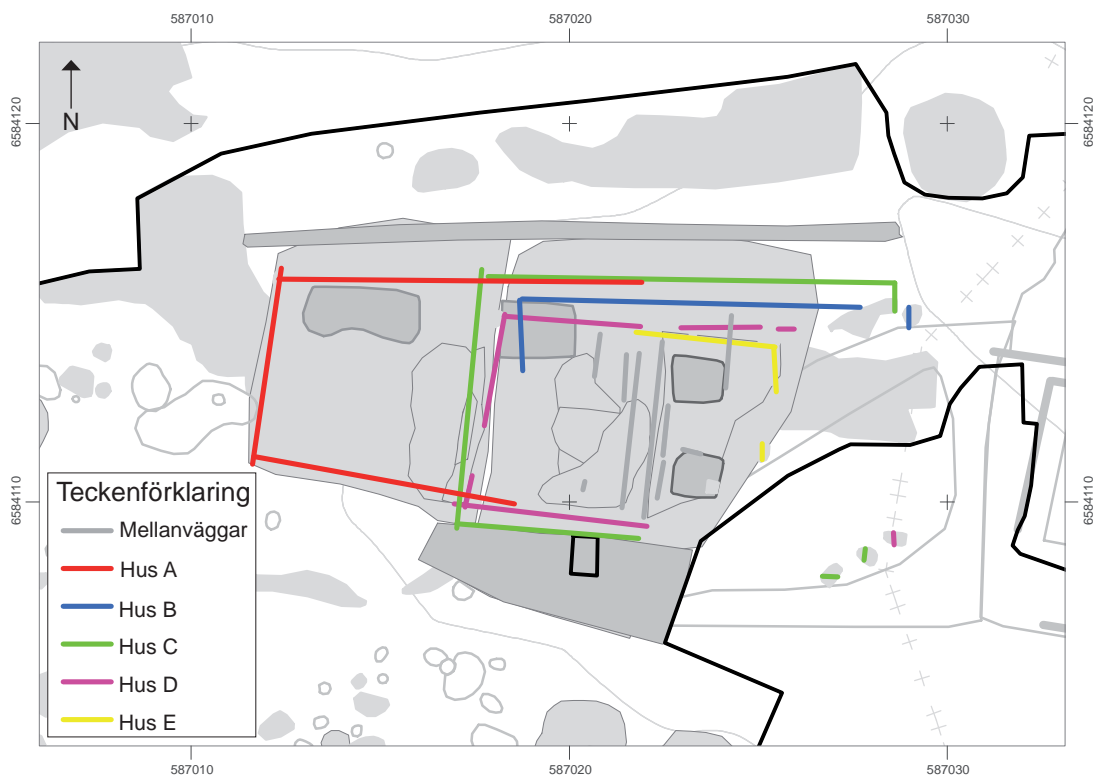 587010 587020 587030
N
6584120 6584120
6584110 6584110
Teckenförklaring
Mellanväggar
Hus A
Hus B
Hus C
Hus D
Hus E
587010 587020 587030